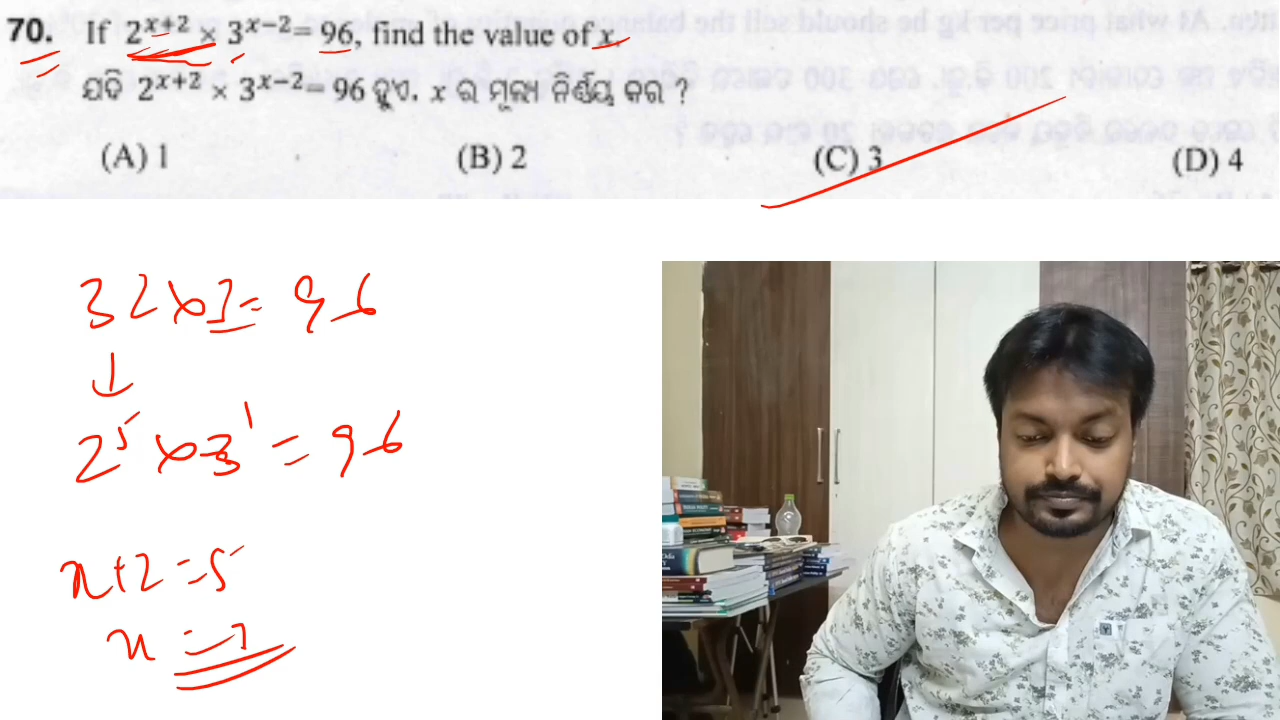 70. If 2^{x+2} × 3^{x−2} = 96, find the value of x.
ଯଦି 2^{x+2} × 3^{x−2} = 96 ହୁଏ, x ର ମୂଲ୍ୟ ନିର୍ଣ୍ଣୟ କର ?
(A) 1 (B) 2 (C) 3 (D) 4
32 × 3 = 96
↓
2^5 × 3^1 = 96
x + 2 = 5
x = 3